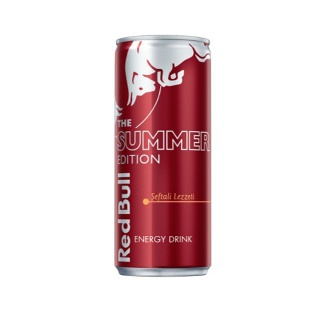 THE
SUMMER
EDITION
Şeftali Lezzeti
Red Bull
ENERGY DRINK